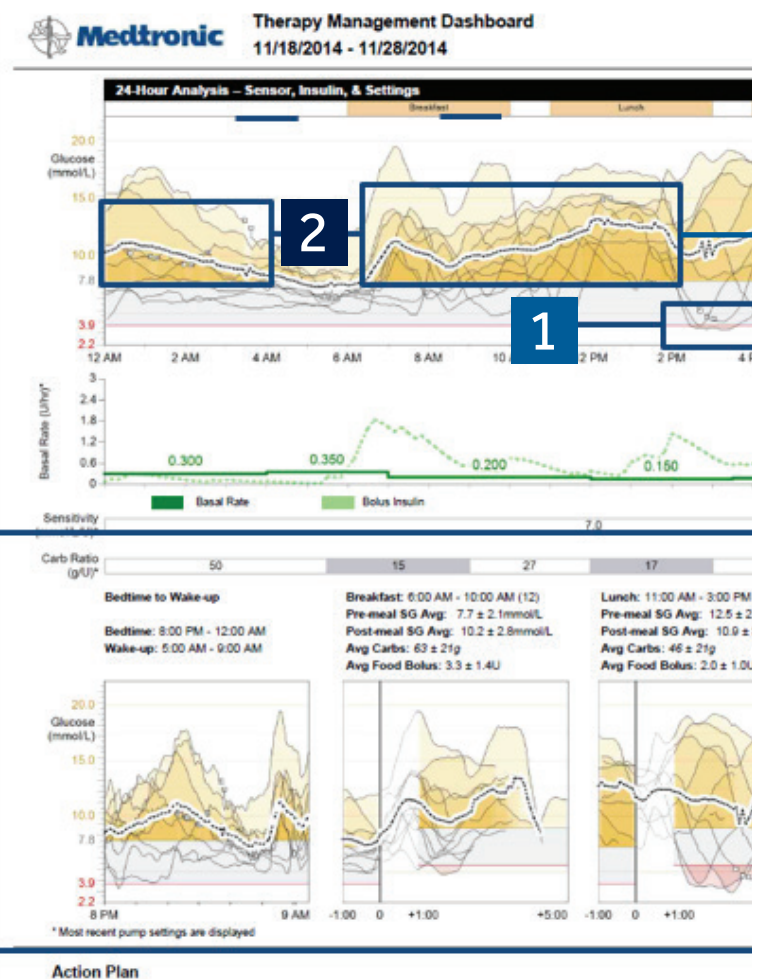 Medtronic
Therapy Management Dashboard
11/18/2014 - 11/28/2014
24-Hour Analysis – Sensor, Insulin, & Settings
Breakfast Lunch
20.0
Glucose
(mmol/L)
15.0
2
10.0
7.8
3.9
1
2.2
12 AM 2 AM 4 AM 6 AM 8 AM 10 2 PM 2 PM 4
Basal Rate (U/hr)*
3
2.4
1.8
1.2
0.6
0
0.300 0.350 0.200 0.150
Basal Rate Bolus Insulin
Sensitivity
7.0
Carb Ratio
(g/U)*
50 15 27 17
Bedtime to Wake-up
Bedtime: 8:00 PM - 12:00 AM
Wake-up: 5:00 AM - 9:00 AM
Breakfast: 6:00 AM - 10:00 AM (12)
Pre-meal SG Avg: 7.7 ± 2.1mmol/L
Post-meal SG Avg: 10.2 ± 2.8mmol/L
Avg Carbs: 63 ± 21g
Avg Food Bolus: 3.3 ± 1.4U
Lunch: 11:00 AM - 3:00 PM
Pre-meal SG Avg: 12.5 ± 2
Post-meal SG Avg: 10.9 ±
Avg Carbs: 46 ± 21g
Avg Food Bolus: 2.0 ± 1.0U
20.0
Glucose
(mmol/L)
15.0
10.0
7.8
3.9
2.2
8 PM 9 AM -1:00 0 +1:00 +5:00 -1:00 0 +1:00
* Most recent pump settings are displayed
Action Plan